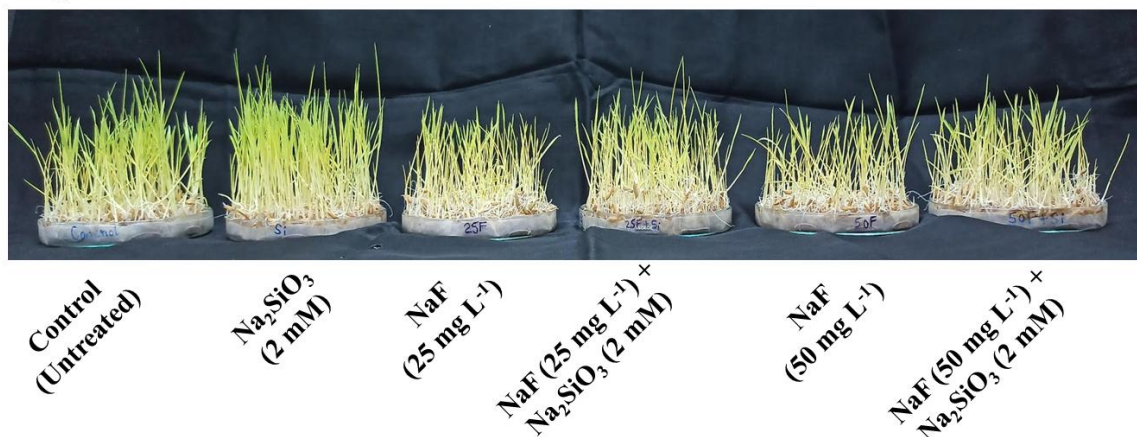 Control
Si
25F
25F+Si
50F
50F+Si
Control
(Untreated)
Na₂SiO₃
(2 mM)
NaF
(25 mg L⁻¹)
NaF (25 mg L⁻¹) +
Na₂SiO₃ (2 mM)
NaF
(50 mg L⁻¹)
NaF (50 mg L⁻¹) +
Na₂SiO₃ (2 mM)